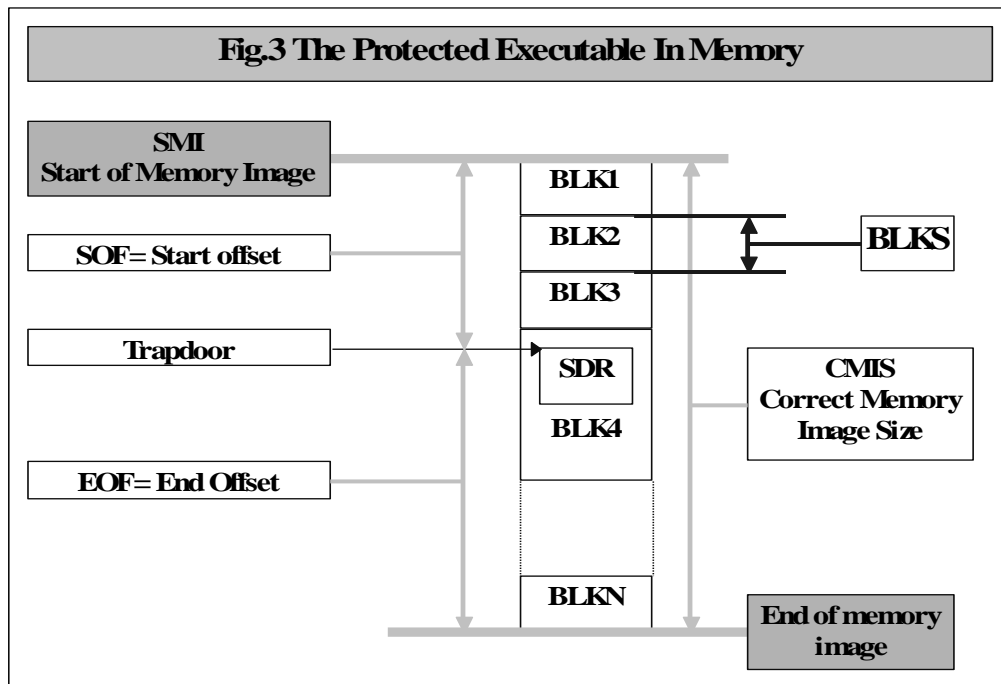 Fig.3 The Protected Executable In Memory
SMI
Start of Memory Image
BLK1
SOF= Start offset
BLK2
BLKS
BLK3
Trapdoor
SDR
BLK4
CMIS
Correct Memory
Image Size
EOF= End Offset
BLKN
End of memory
image